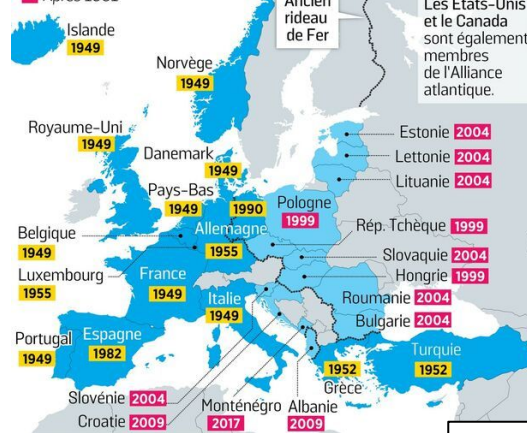 Après 1991
Ancien
rideau
de Fer
Les États-Unis
et le Canada
sont également
membres
de l'Alliance
atlantique.
Islande
1949
Norvège
1949
Royaume-Uni
1949
Danemark
1949
Pays-Bas
1949
1990
Allemagne
1955
Pologne
1999
Estonie 2004
Lettonie 2004
Lituanie 2004
Rép. Tchèque 1999
Slovaquie 2004
Hongrie 1999
Roumanie 2004
Bulgarie 2004
Belgique
1949
Luxembourg
1955
France
1949
Italie
1949
Portugal
1949
Espagne
1982
Turquie
1952
1952
Grèce
Slovénie 2004
Croatie 2009
Monténégro
2017
Albanie
2009